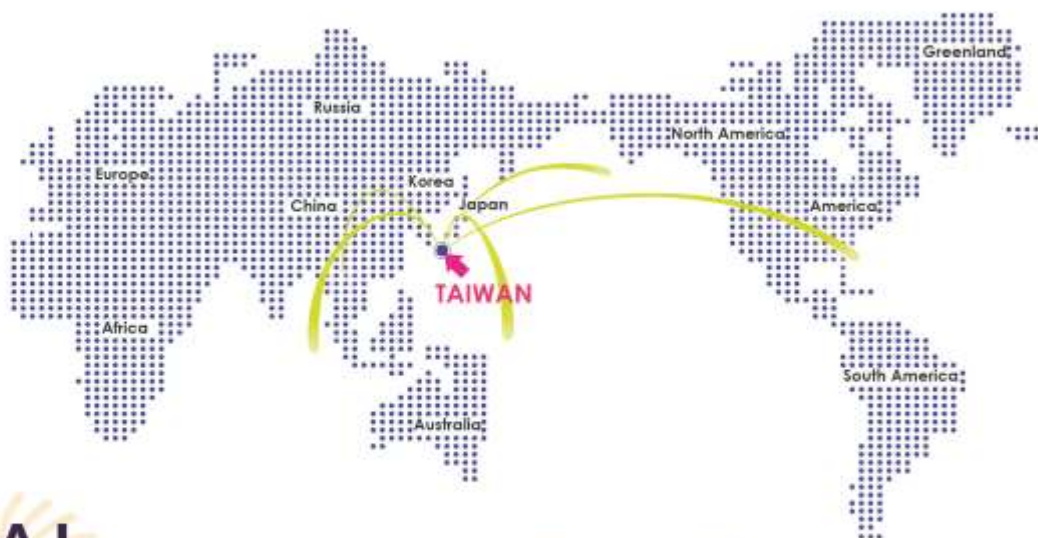 Greenland
Russia
North America
Europe
Korea
China
Japan
America
TAIWAN
Africa
South America
Australia